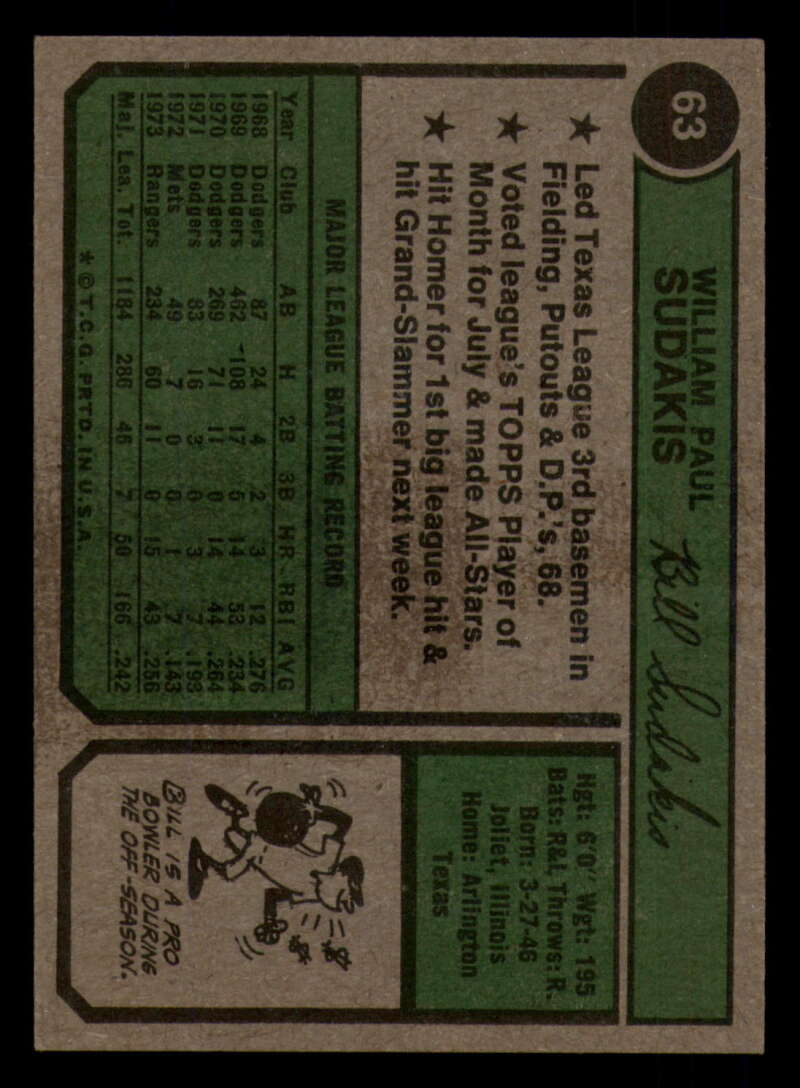 63
WILLIAM PAUL
SUDAKIS
Bill Sudakis
★ Led Texas League 3rd basemen in
Fielding, Putouts & D.P.'s, 68.
★ Voted league's TOPPS Player of
Month for July & made All-Stars.
★ Hit Homer for 1st big league hit &
hit Grand-Slammer next week.
MAJOR LEAGUE BATTING RECORD
Year Club AB H 2B 3B HR RBI AVG
1968 Dodgers 87 24 4 2 3 12 .276
1969 Dodgers 462 108 17 5 14 53 .234
1970 Dodgers 269 71 11 0 14 44 .264
1971 Dodgers 83 16 3 0 3 7 .193
1972 Mets 49 7 0 0 1 7 .143
1973 Rangers 234 60 11 0 15 43 .256
Maj. Lea. Tot. 1184 286 46 7 50 166 .242
* © T.C.G. PRTD. IN U.S.A.
Hgt: 6'0" Wgt: 195
Bats: R&L Throws: R.
Born: 3-27-46
Joliet, Illinois
Home: Arlington
Texas
BILL IS A PRO
BOWLER DURING
THE OFF-SEASON.